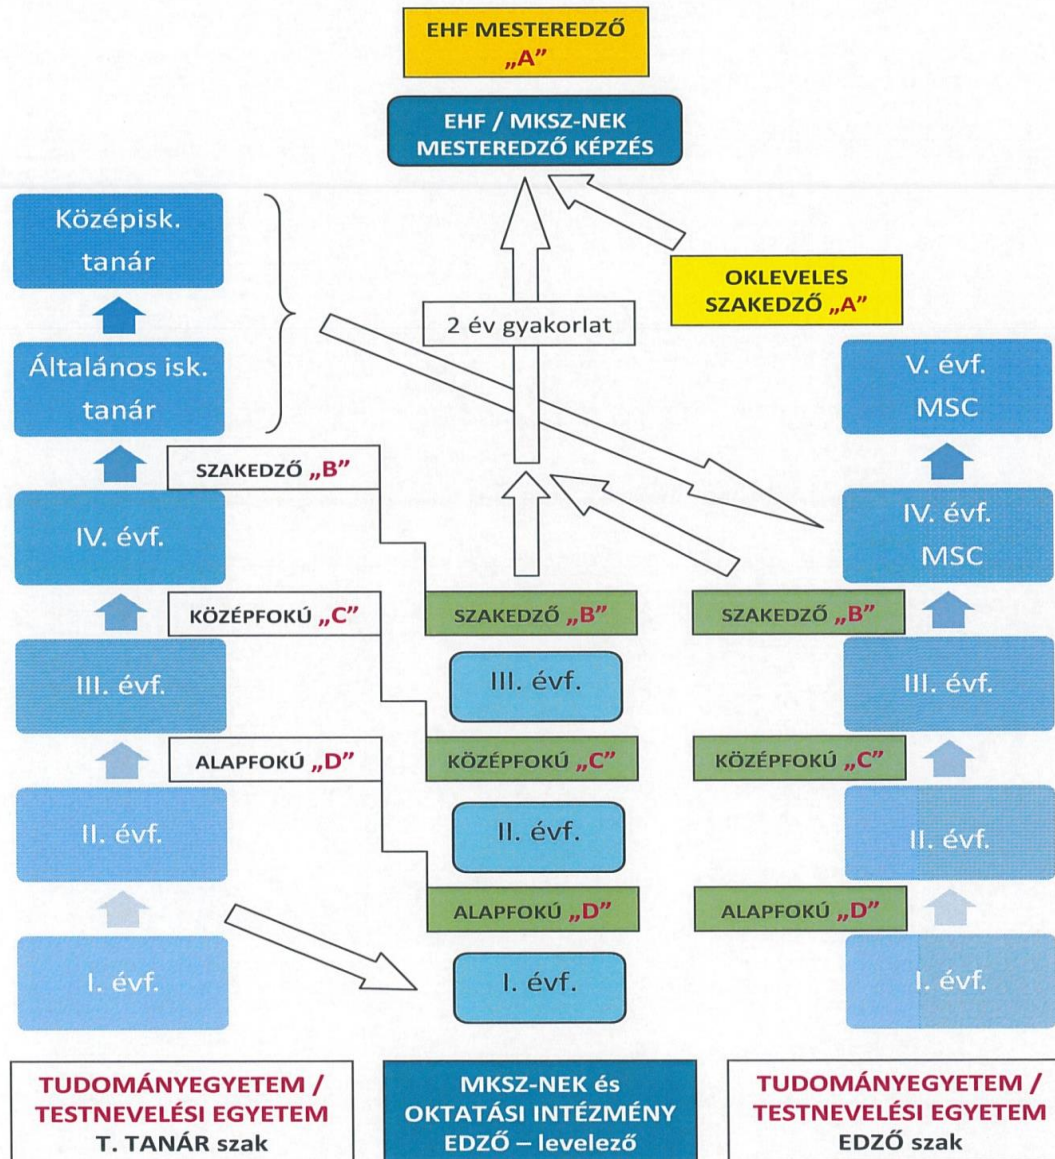 EHF MESTEREDZŐ
„A”
EHF / MKSZ-NEK
MESTEREDZŐ KÉPZÉS
Középisk.
tanár
OKLEVELES
SZAKEDZŐ „A”
2 év gyakorlat
Általános isk.
tanár
V. évf.
MSC
SZAKEDZŐ „B”
IV. évf.
IV. évf.
MSC
KÖZÉPFOKÚ „C”
SZAKEDZŐ „B”
SZAKEDZŐ „B”
III. évf.
III. évf.
III. évf.
ALAPFOKÚ „D”
KÖZÉPFOKÚ „C”
KÖZÉPFOKÚ „C”
II. évf.
II. évf.
II. évf.
ALAPFOKÚ „D”
ALAPFOKÚ „D”
I. évf.
I. évf.
I. évf.
TUDOMÁNYEGYETEM /
TESTNEVELÉSI EGYETEM
T. TANÁR szak
MKSZ-NEK és
OKTATÁSI INTÉZMÉNY
EDZŐ – levelező
TUDOMÁNYEGYETEM /
TESTNEVELÉSI EGYETEM
EDZŐ szak